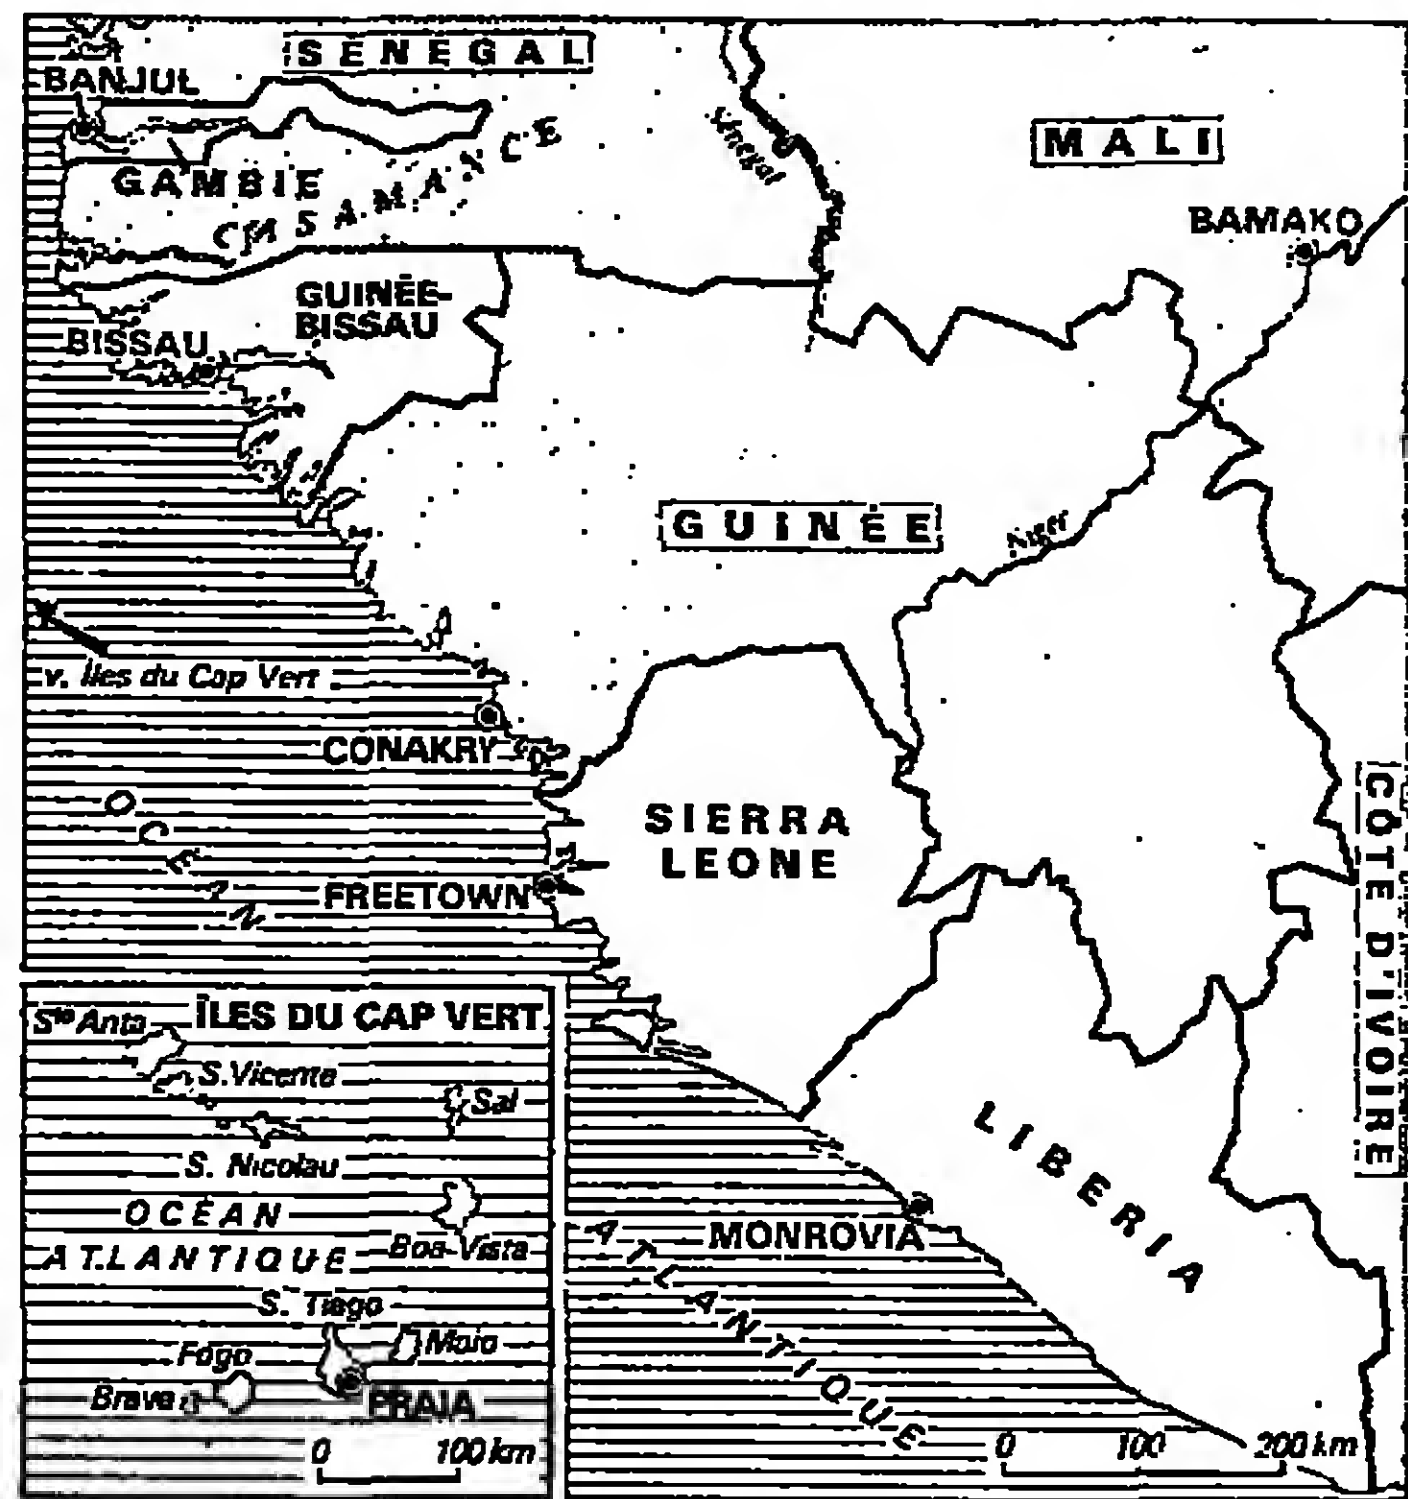 SÉNÉGAL
BANJUL
Sénégal
MALI
GAMBIE
CASAMANCE
BAMAKO
GUINÉE-
BISSAU
BISSAU
GUINÉE
Niger
v. Îles du Cap Vert
CONAKRY
SIERRA
LEONE
FREETOWN
OCÉAN
CÔTE D'IVOIRE
ÎLES DU CAP VERT
Sto Anta
S. Vicente
Sal
S. Nicolau
OCÉAN
ATLANTIQUE
Boa-Vista
S. Tiago
Maio
Fogo
Brava
PRAIA
0 100 km
LIBERIA
MONROVIA
ATLANTIQUE
0 100 200 km